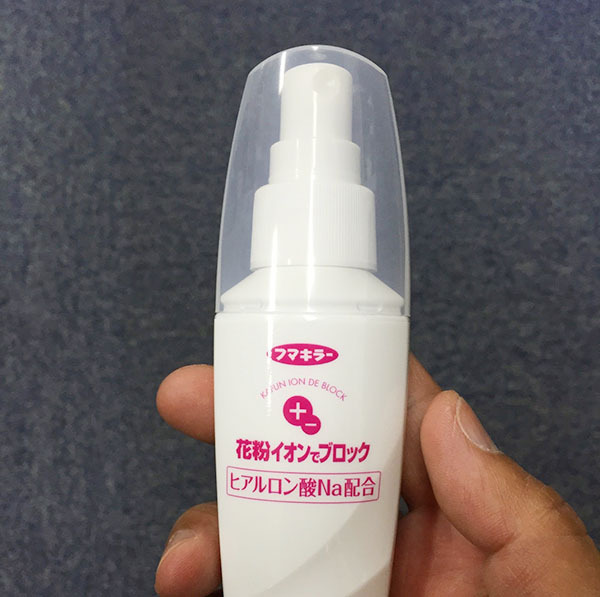 フマキラー
KAFUN ION DE BLOCK
+-
花粉イオンでブロック
ヒアルロン酸Na配合